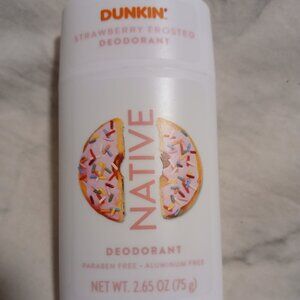 DUNKIN'
STRAWBERRY FROSTED
DEODORANT
NATIVE
DEODORANT
PARABEN FREE - ALUMINUM FREE
NET WT. 2.65 OZ (75 g)